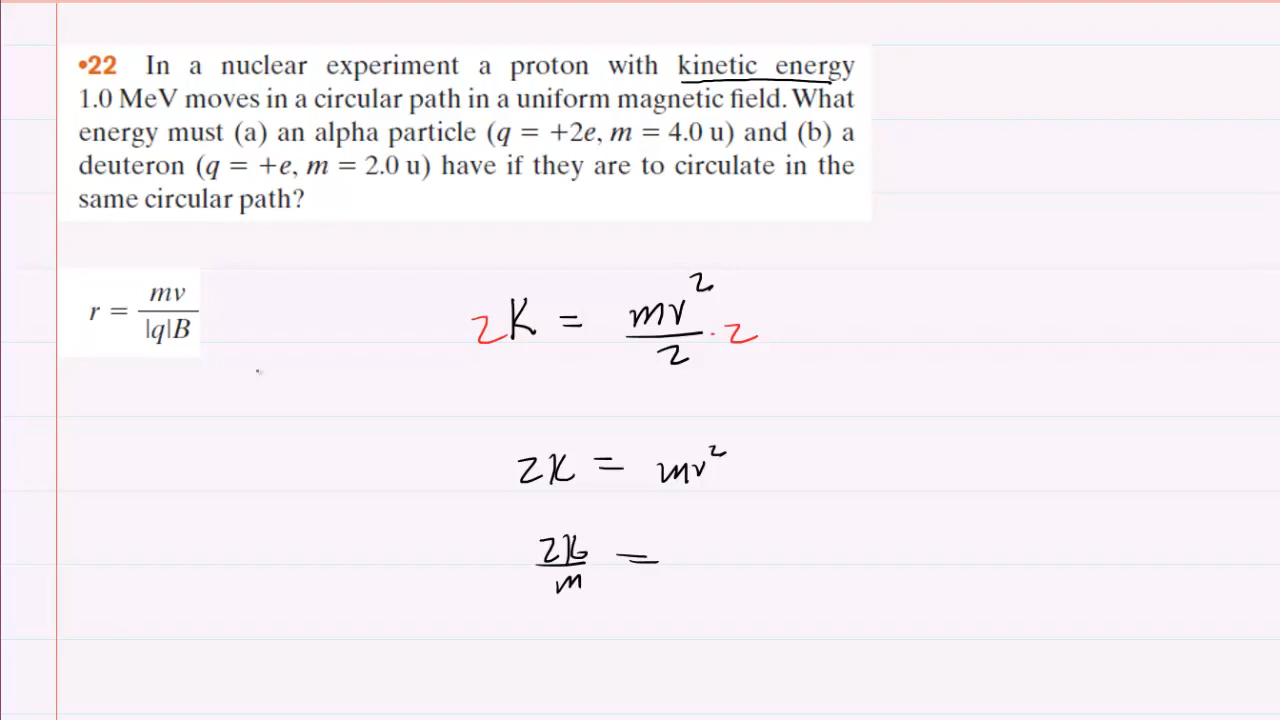 •22 In a nuclear experiment a proton with kinetic energy
1.0 MeV moves in a circular path in a uniform magnetic field. What
energy must (a) an alpha particle (q = +2e, m = 4.0 u) and (b) a
deuteron (q = +e, m = 2.0 u) have if they are to circulate in the
same circular path?
r = mv / |q|B
2K = mv² / 2 · 2
2K = mv²
2K / m =